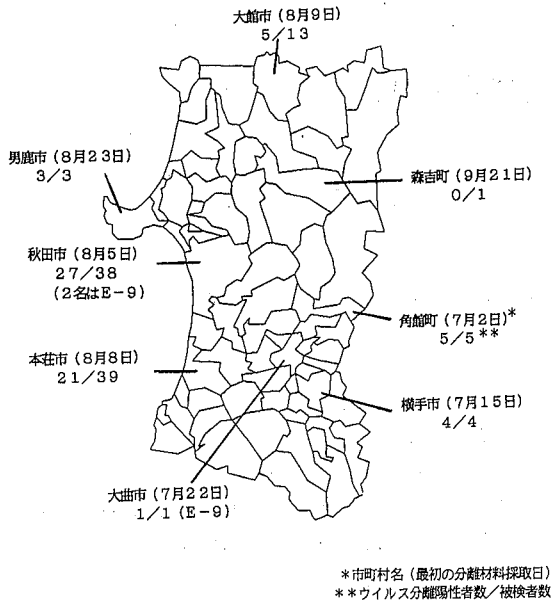 大館市（8月9日）
5／13
男鹿市（8月23日）
3／3
森吉町（9月21日）
0／1
秋田市（8月5日）
27／38
（2名はE－9）
角館町（7月2日）*
5／5**
本荘市（8月8日）
21／39
横手市（7月15日）
4／4
大曲市（7月22日）
1／1（E－9）
*市町村名（最初の分離材料採取日）
**ウイルス分離陽性者数／被検者数